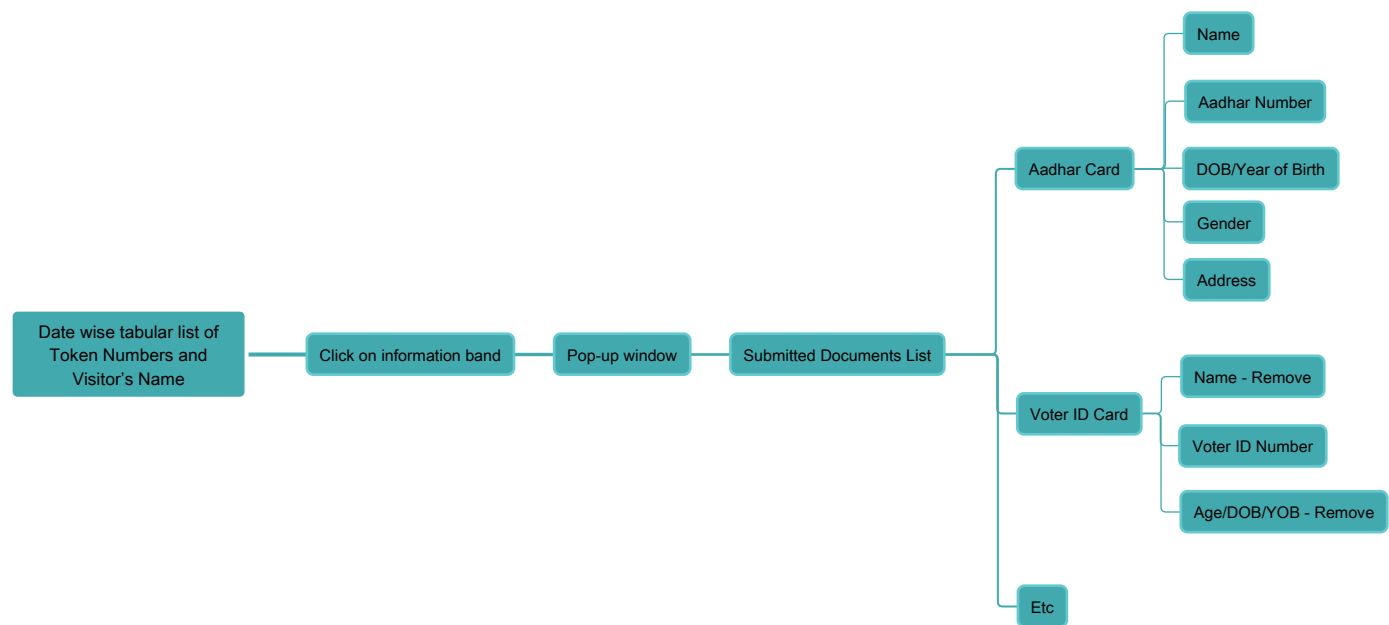 Date wise tabular list of
Token Numbers and
Visitor’s Name
Click on information band
Pop-up window
Submitted Documents List
Aadhar Card
Name
Aadhar Number
DOB/Year of Birth
Gender
Address
Voter ID Card
Name - Remove
Voter ID Number
Age/DOB/YOB - Remove
Etc